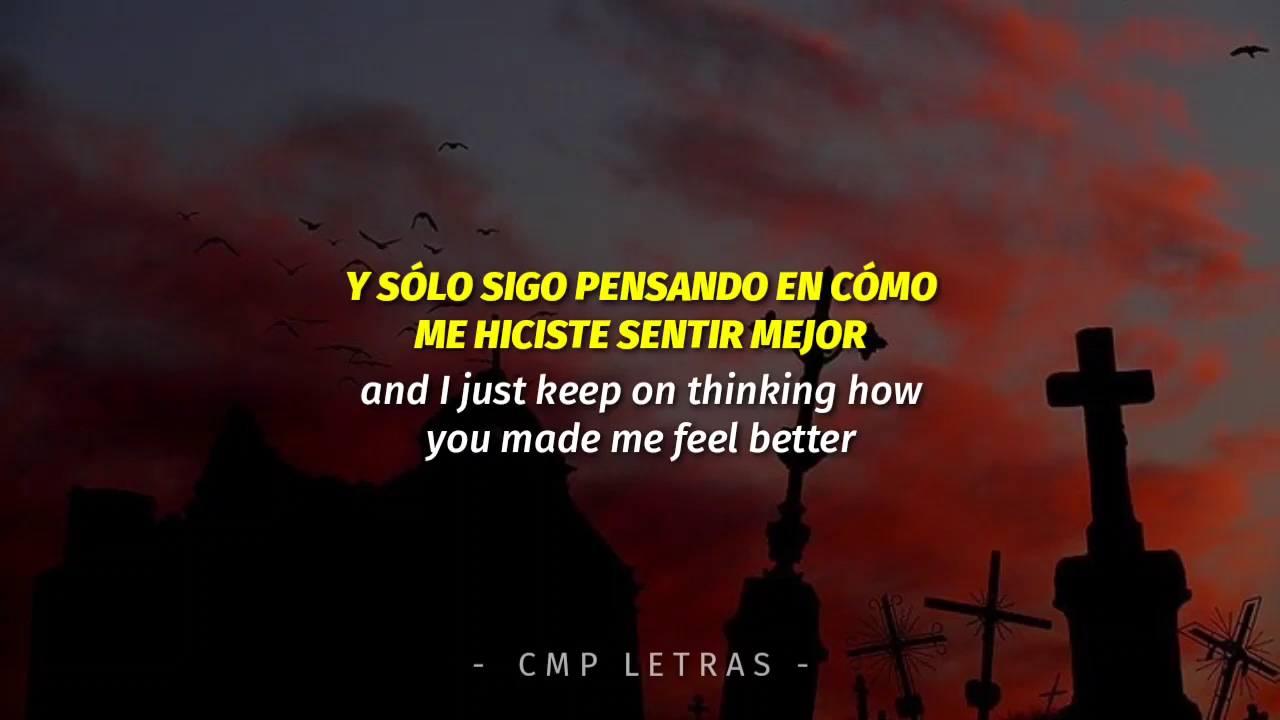 Y SÓLO SIGO PENSANDO EN CÓMO
ME HICISTE SENTIR MEJOR
and I just keep on thinking how
you made me feel better
- CMP LETRAS -